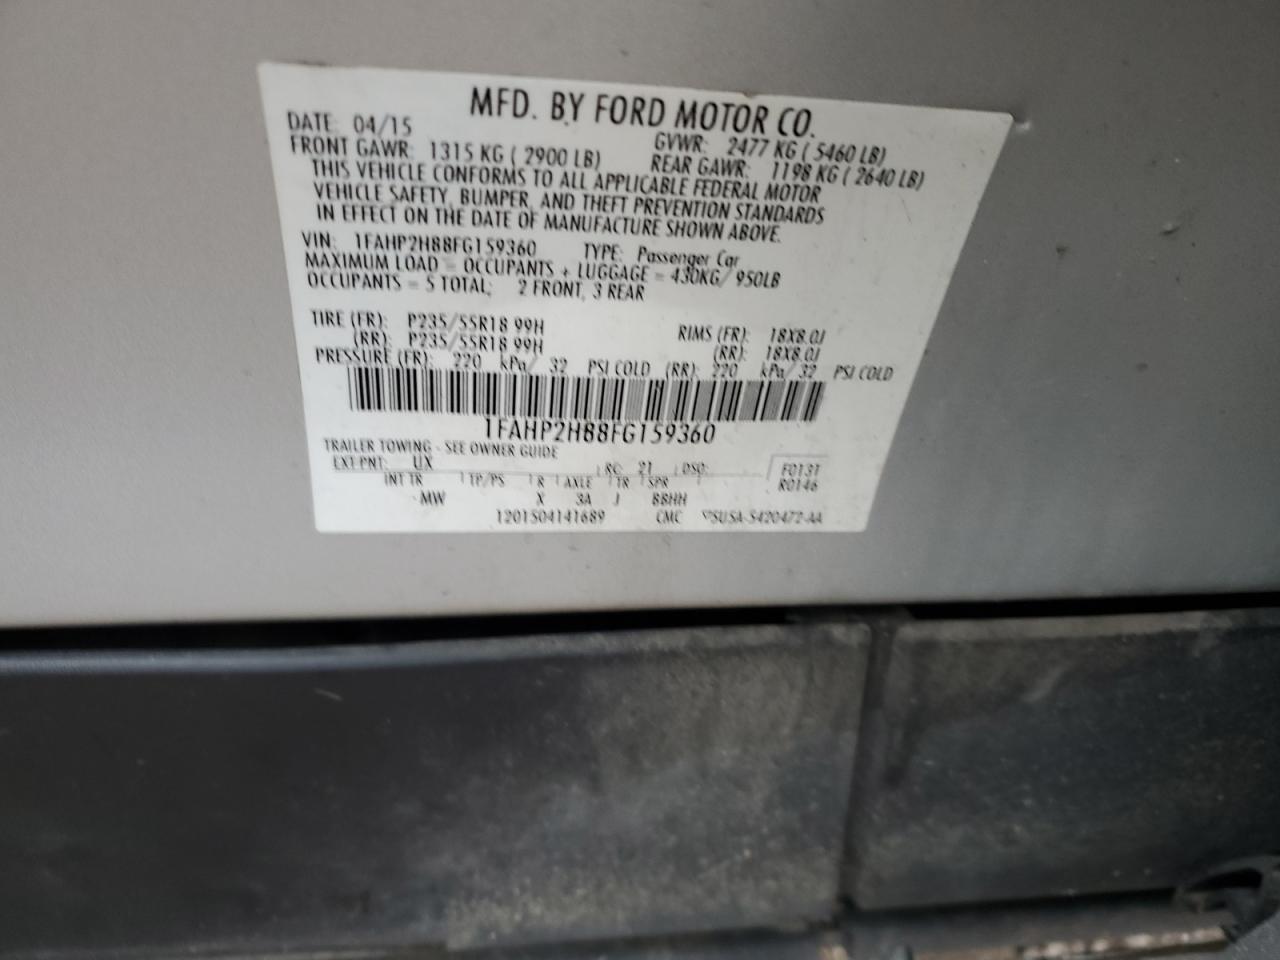 MFD. BY FORD MOTOR CO.
DATE: 04/15 GVWR: 2477 KG ( 5460 LB)
FRONT GAWR: 1315 KG ( 2900 LB) REAR GAWR: 1198 KG ( 2640 LB)
THIS VEHICLE CONFORMS TO ALL APPLICABLE FEDERAL MOTOR
VEHICLE SAFETY, BUMPER, AND THEFT PREVENTION STANDARDS
IN EFFECT ON THE DATE OF MANUFACTURE SHOWN ABOVE.
VIN: 1FAHP2H88FG159360 TYPE: Passenger Car
MAXIMUM LOAD = OCCUPANTS + LUGGAGE = 430KG/ 950LB
OCCUPANTS = 5 TOTAL; 2 FRONT, 3 REAR
TIRE (FR): P235/55R18 99H RIMS (FR): 18X8.0J
(RR): P235/55R18 99H (RR): 18X8.0J
PRESSURE (FR): 220 kPa/ 32 PSI COLD (RR): 220 kPa/ 32 PSI COLD
1FAHP2H88FG159360
TRAILER TOWING - SEE OWNER GUIDE
EXT PNT: UX RC: 21 DSO: F0131
INT TR TP/PS R AXLE TR SPR R0146
MW X 3A J BBHH
1201504141689 CMC 5U5A-5420472-AA